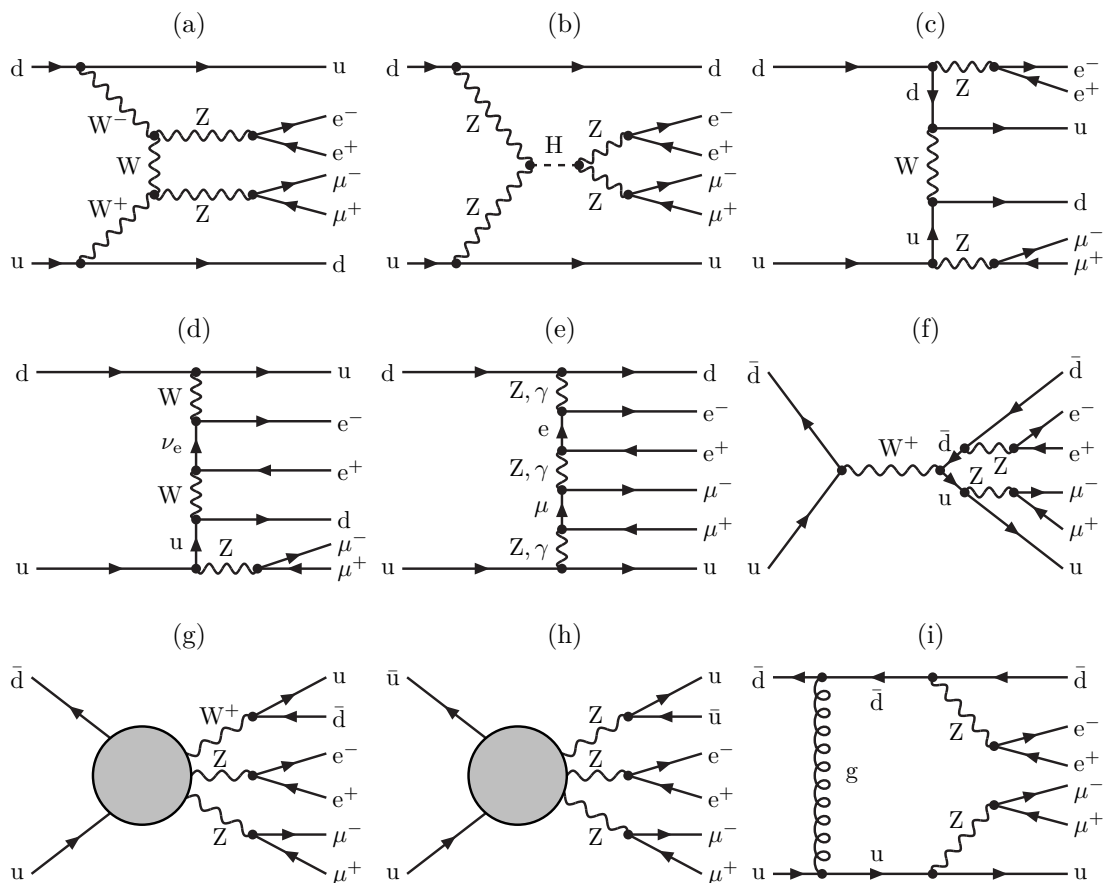 (a)
d
u
W−
Z
e−
e+
W
μ−
W+
Z
μ+
u
d
(b)
d
d
Z
H
Z
e−
e+
Z
Z
μ−
μ+
u
u
(c)
d
Z
e−
e+
d
u
W
d
u
Z
μ−
μ+
u
(d)
d
u
W
e−
νe
e+
W
d
u
Z
μ−
μ+
u
(e)
d
d
Z, γ
e−
e
e+
Z, γ
μ−
μ
μ+
Z, γ
u
u
(f)
d̄
d̄
e−
W+
d̄
Z
e+
u
Z
μ−
μ+
u
u
(g)
d̄
u
W+
d̄
Z
e−
e+
Z
μ−
u
μ+
(h)
ū
u
Z
ū
Z
e−
e+
Z
μ−
u
μ+
(i)
d̄
d̄
d̄
Z
e−
e+
g
μ−
Z
μ+
u
u
u